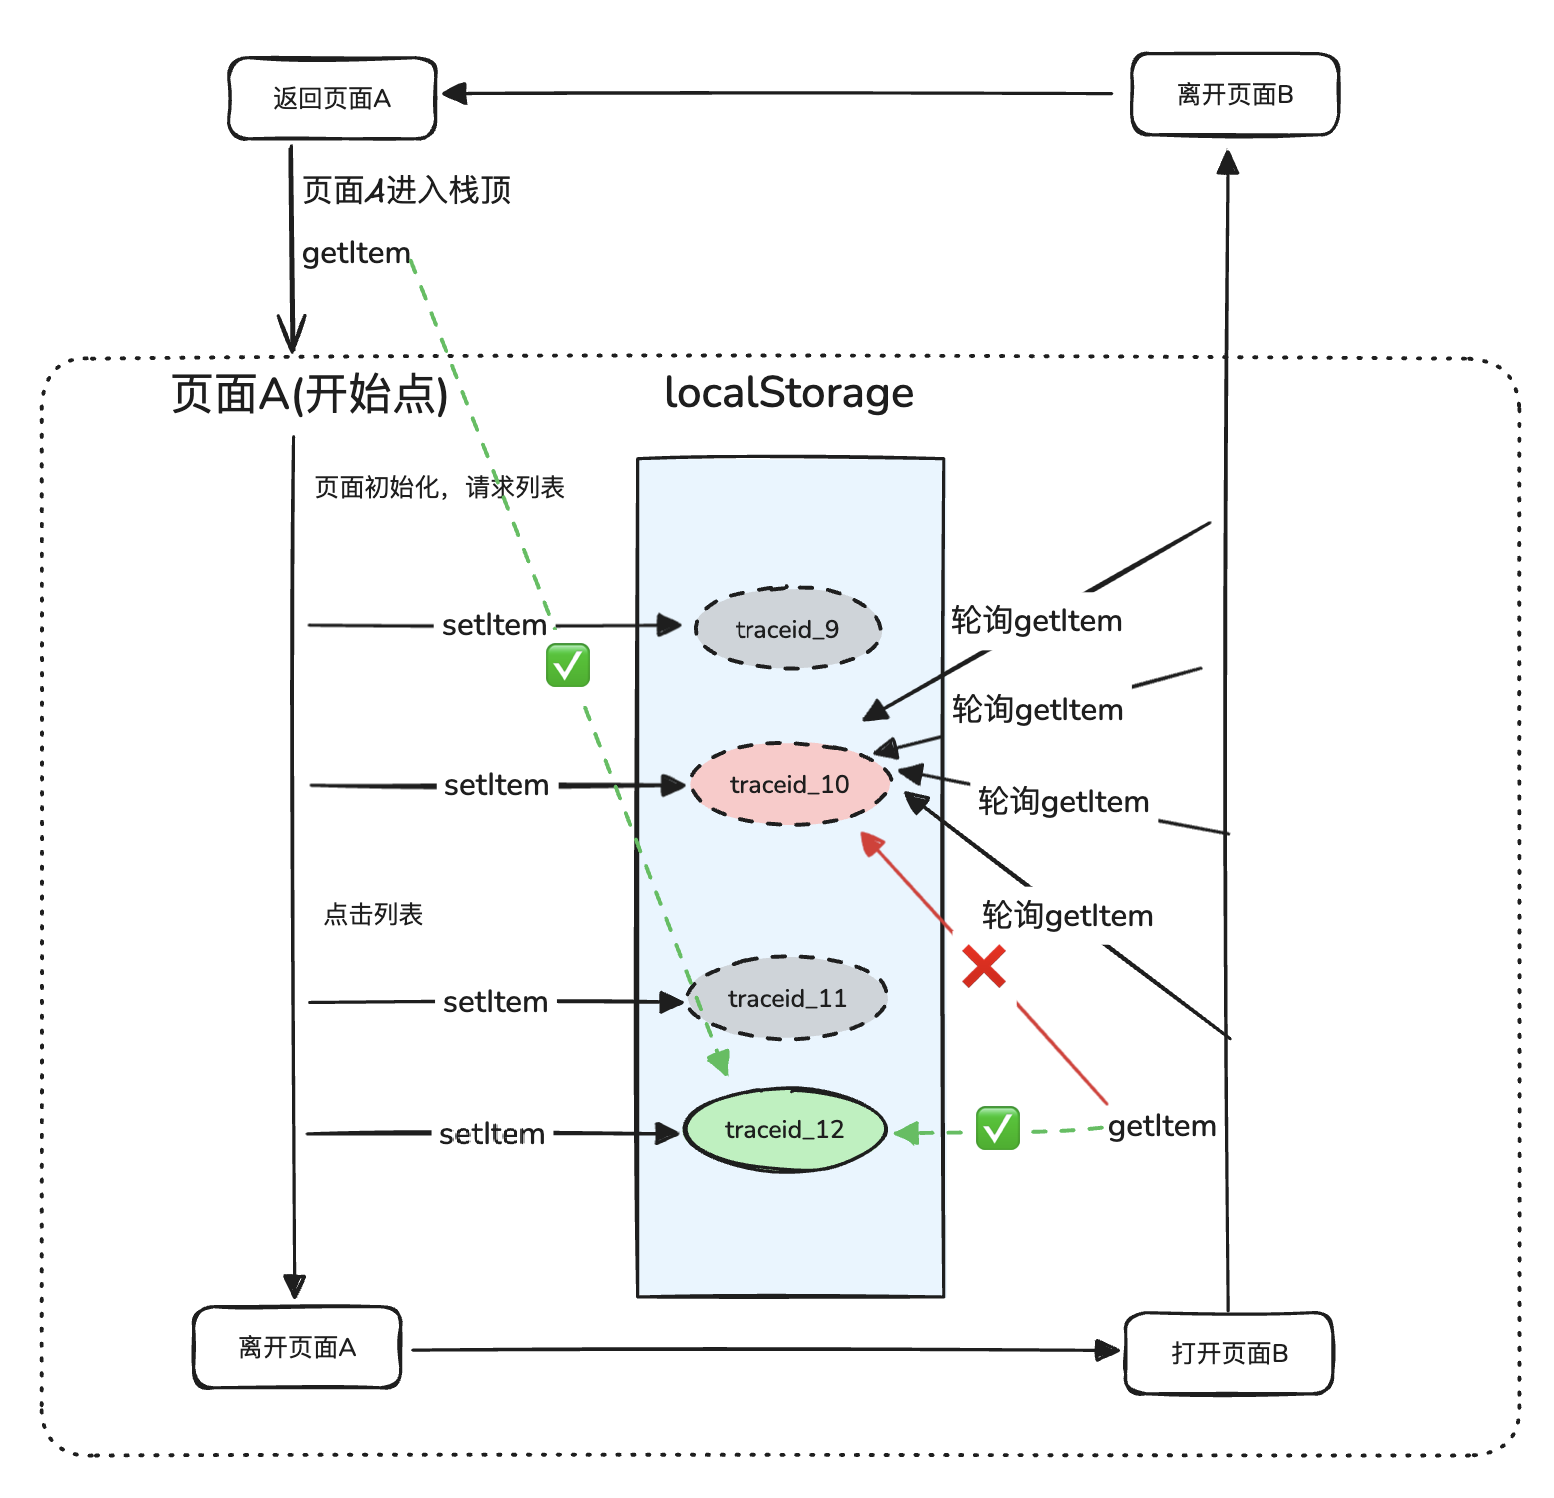 返回页面A
离开页面B
页面A进入栈顶
getItem
页面A(开始点)
localStorage
页面初始化，请求列表
setItem
traceid_9
轮询getItem
轮询getItem
setItem
traceid_10
轮询getItem
点击列表
轮询getItem
setItem
traceid_11
setItem
traceid_12
getItem
离开页面A
打开页面B